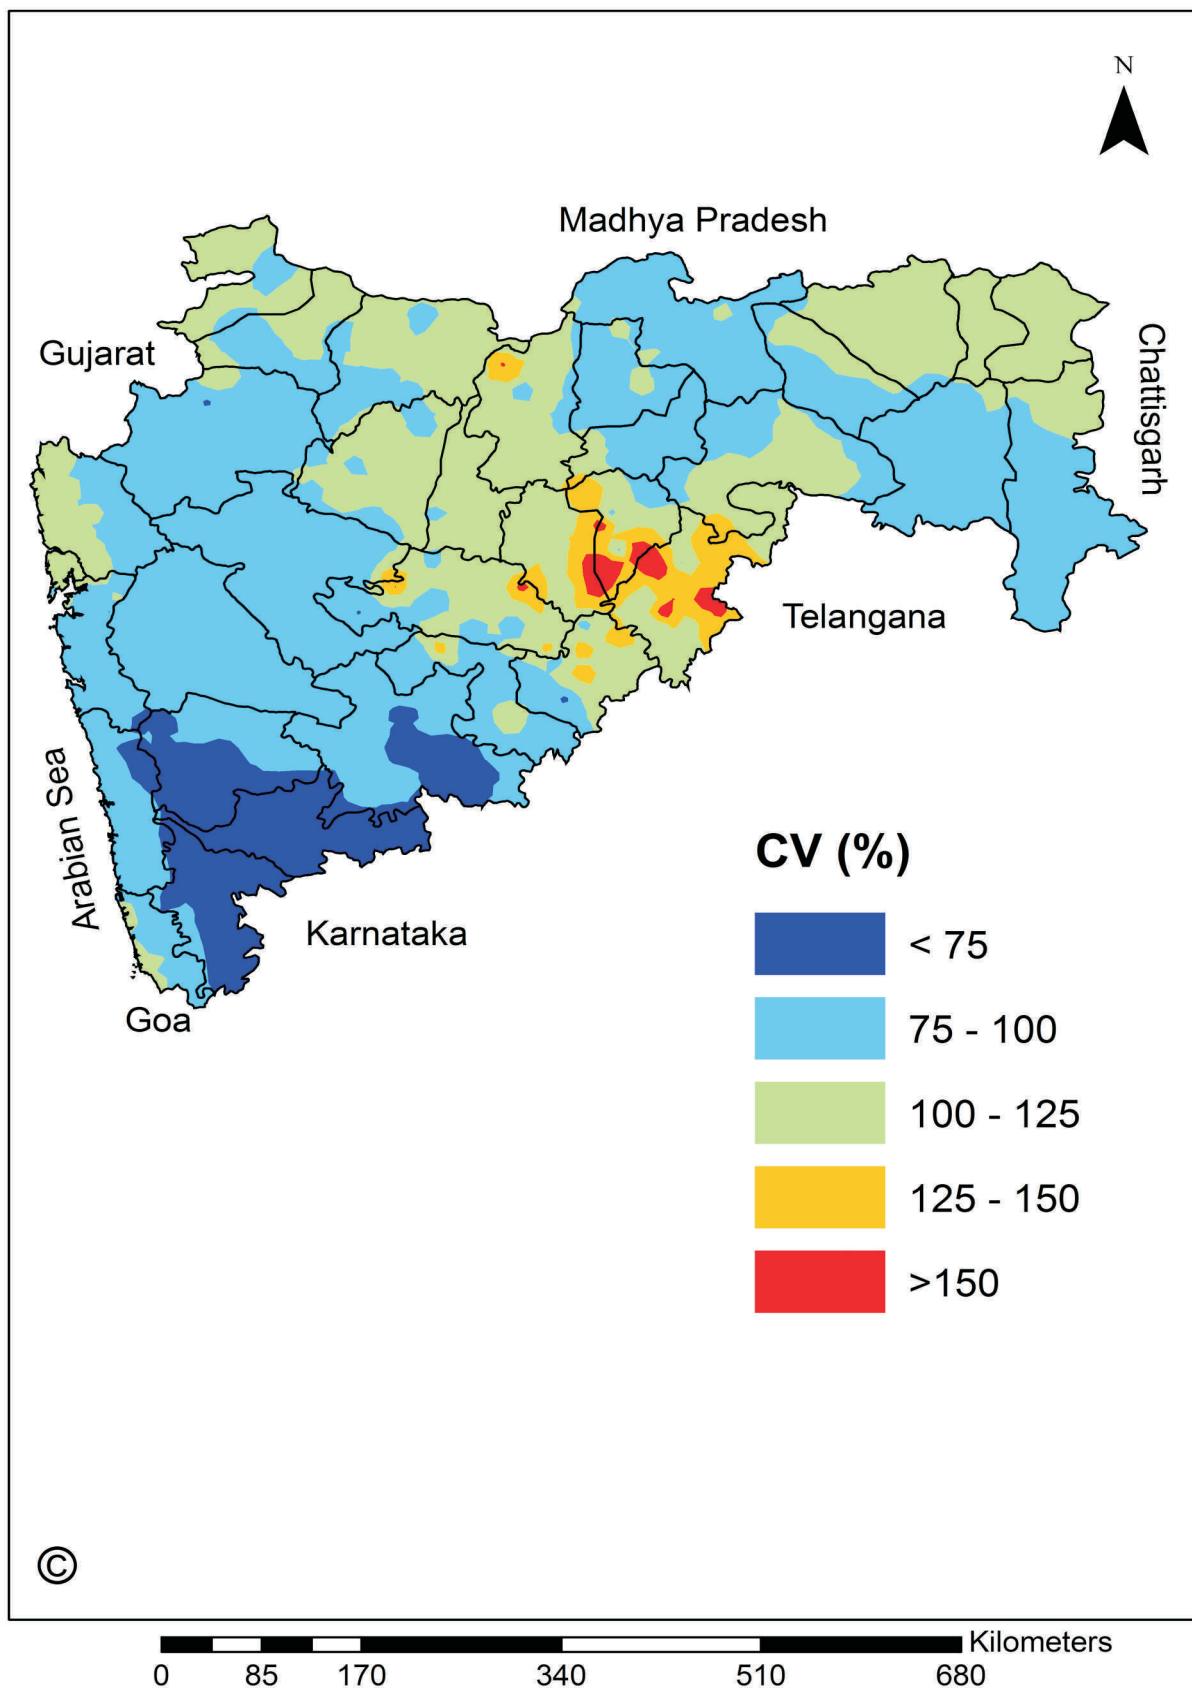 N
Madhya Pradesh
Gujarat
Chattisgarh
Telangana
Arabian Sea
Karnataka
Goa
CV (%)
< 75
75 - 100
100 - 125
125 - 150
>150
©
Kilometers
0 85 170 340 510 680